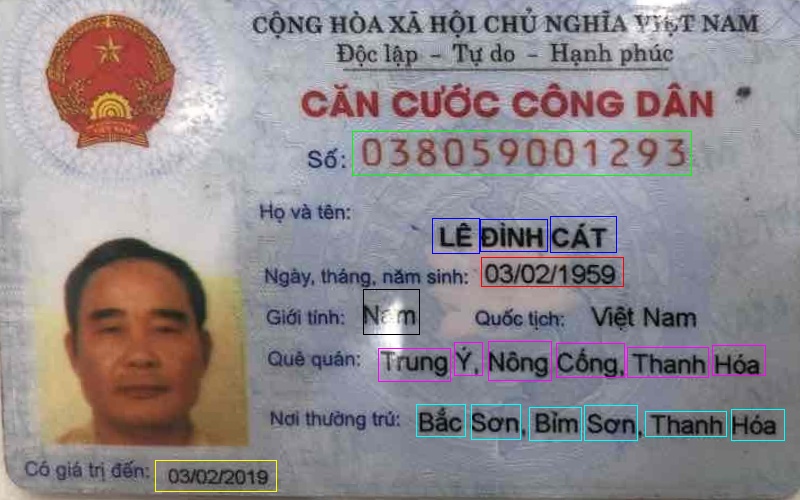 CỘNG HÒA XÃ HỘI CHỦ NGHĨA VIỆT NAM
Độc lập - Tự do - Hạnh phúc
CĂN CƯỚC CÔNG DÂN
Số: 038059001293
Họ và tên:
LÊ ĐÌNH CÁT
Ngày, tháng, năm sinh: 03/02/1959
Giới tính: Nam Quốc tịch: Việt Nam
Quê quán: Trung Ý, Nông Cống, Thanh Hóa
Nơi thường trú: Bắc Sơn, Bỉm Sơn, Thanh Hóa
Có giá trị đến: 03/02/2019